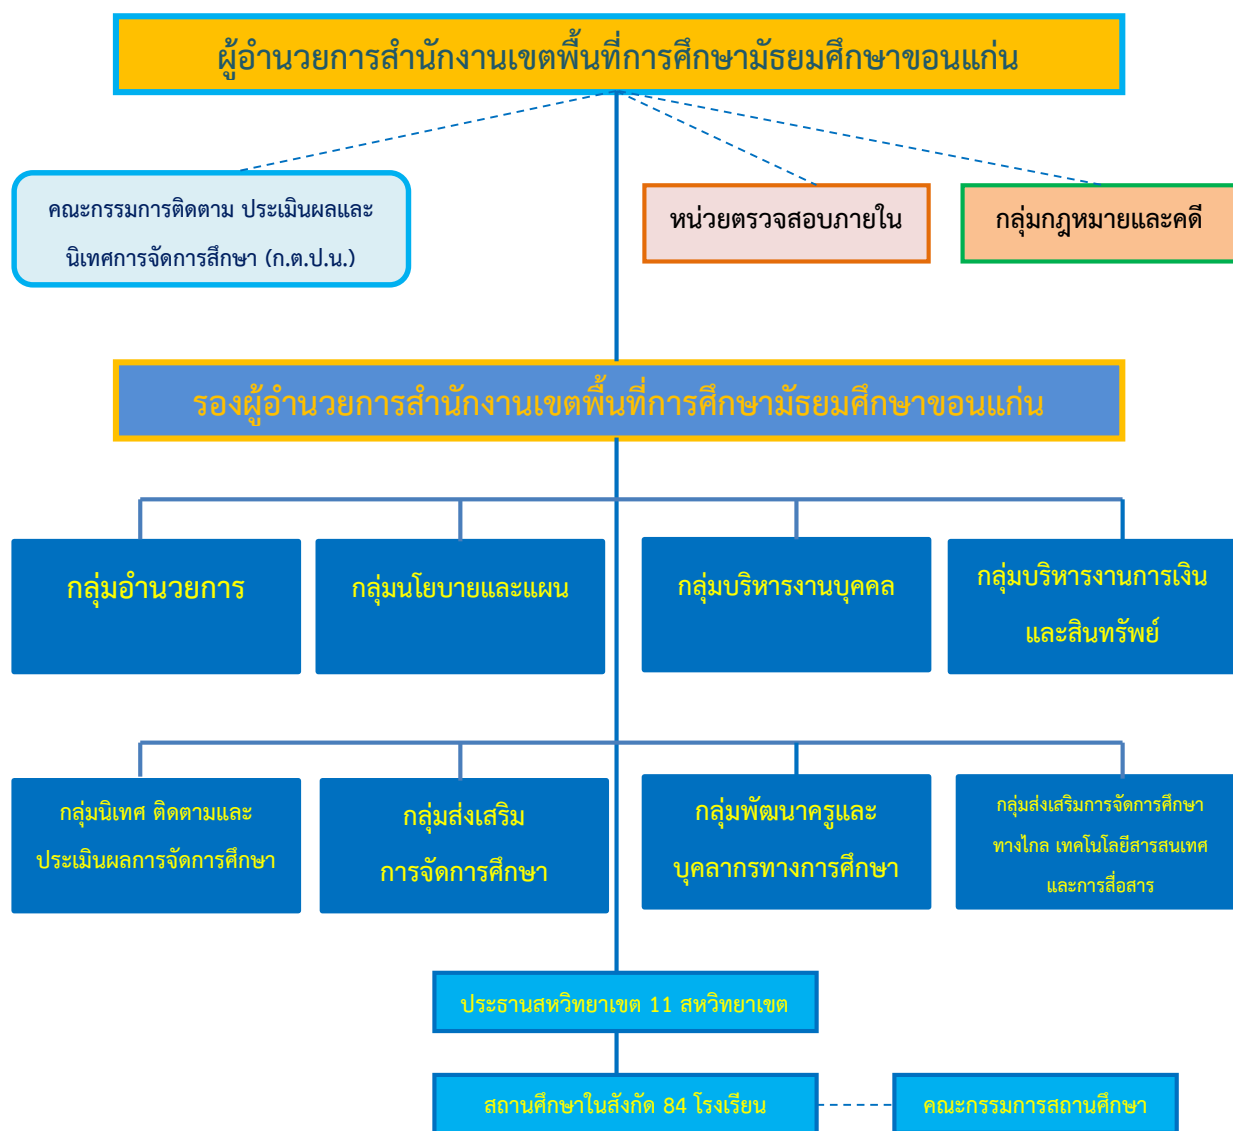 ผู้อำนวยการสำนักงานเขตพื้นที่การศึกษามัธยมศึกษาขอนแก่น
คณะกรรมการติดตาม ประเมินผลและ
นิเทศการจัดการสึกษา (ก.ต.ป.น.)
หน่วยตรวจสอบภายใน
กลุ่มกฎหมายและคดี
รองผู้อำนวยการสำนักงานเขตพื้นที่การศึกษามัธยมศึกษาขอนแก่น
กลุ่มอำนวยการ
กลุ่มนโยบายและแผน
กลุ่มบริหารงานบุคคล
กลุ่มบริหารงานการเงิน
และสินทรัพย์
กลุ่มนิเทศ ติดตามและ
ประเมินผลการจัดการศึกษา
กลุ่มส่งเสริม
การจัดการศึกษา
กลุ่มพัฒนาครูและ
บุคลากรทางการศึกษา
กลุ่มส่งเสริมการจัดการศึกษา
ทางไกล เทคโนโลยีสารสนเทศ
และการสื่อสาร
ประธานสหวิทยาเขต 11 สหวิทยาเขต
สถานศึกษาในสังกัด 84 โรงเรียน
คณะกรรมการสถานศึกษา